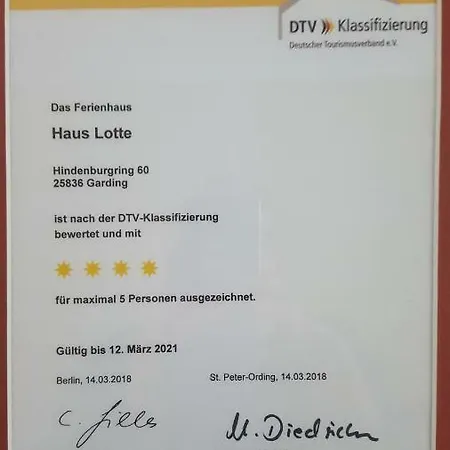 DTV Klassifizierung
Deutscher Tourismusverband e.V.
Das Ferienhaus
Haus Lotte
Hindenburgring 60
25836 Garding
ist nach der DTV-Klassifizierung
bewertet und mit
für maximal 5 Personen ausgezeichnet.
Gültig bis 12. März 2021
Berlin, 14.03.2018
St. Peter-Ording, 14.03.2018